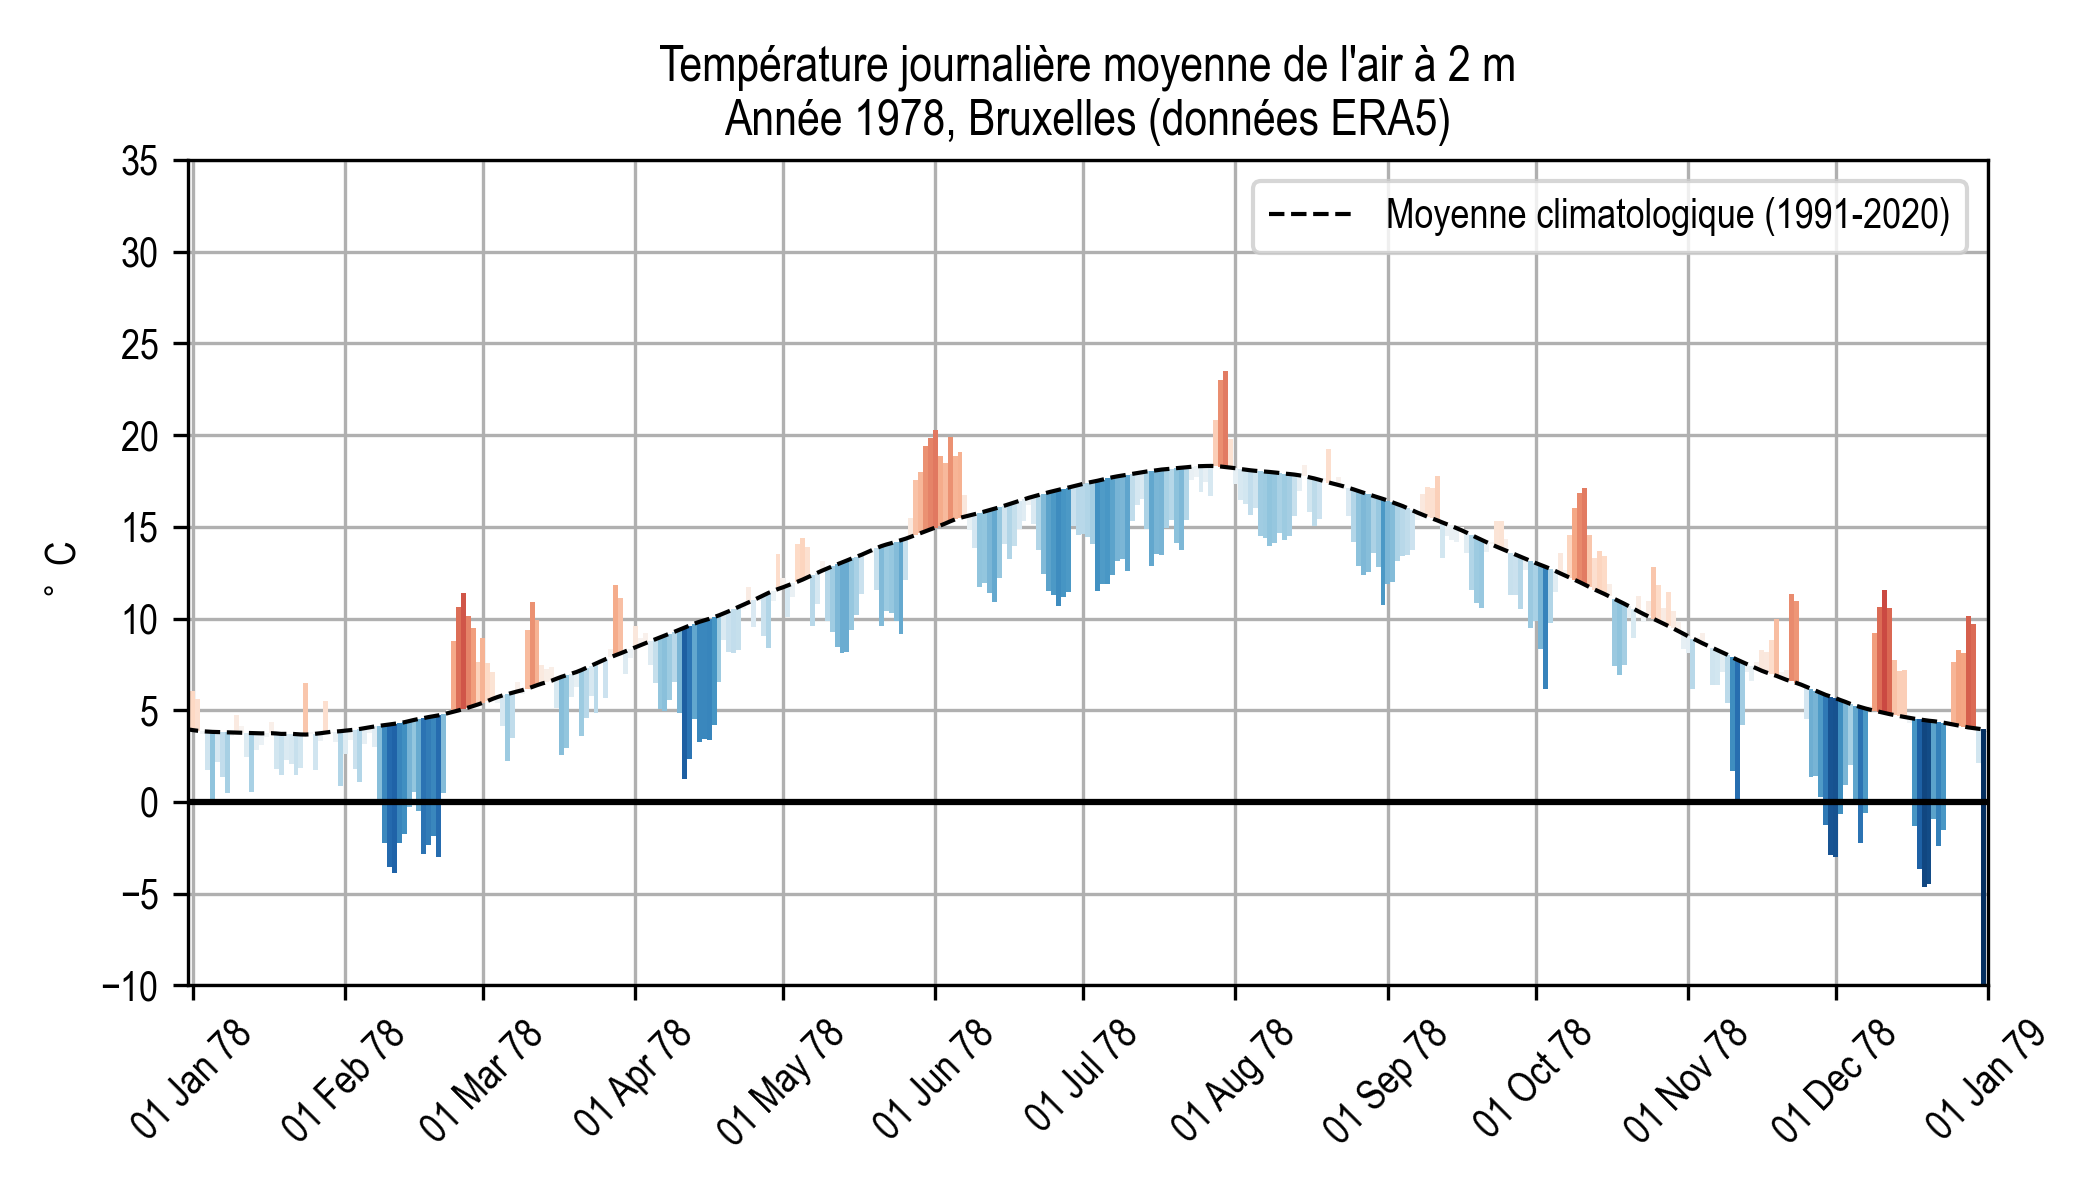 Température journalière moyenne de l'air à 2 m
Année 1978, Bruxelles (données ERA5)
Moyenne climatologique (1991-2020)
35
30
25
20
15
10
5
0
−5
−10
° C
01 Jan 78
01 Feb 78
01 Mar 78
01 Apr 78
01 May 78
01 Jun 78
01 Jul 78
01 Aug 78
01 Sep 78
01 Oct 78
01 Nov 78
01 Dec 78
01 Jan 79